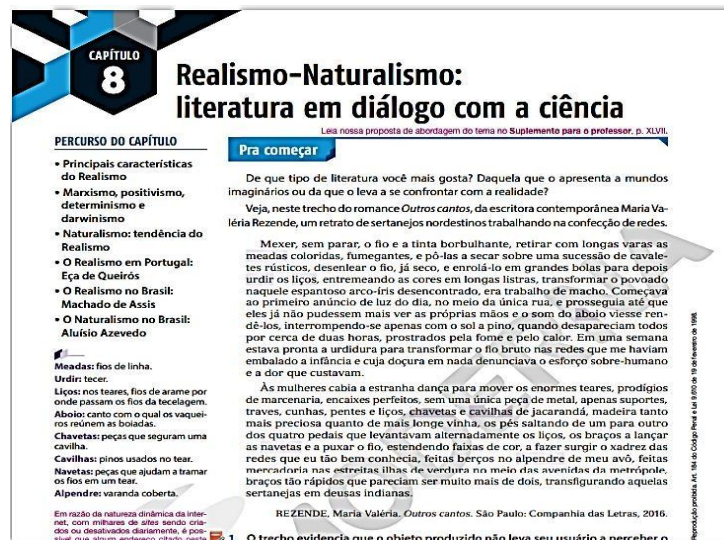 CAPÍTULO
8
Realismo-Naturalismo:
literatura em diálogo com a ciência
Leia nossa proposta de abordagem do tema no Suplemento para o professor, p. XLVII.
PERCURSO DO CAPÍTULO
• Principais características
do Realismo
• Marxismo, positivismo,
determinismo e
darwinismo
• Naturalismo: tendência do
Realismo
• O Realismo em Portugal:
Eça de Queirós
• O Realismo no Brasil:
Machado de Assis
• O Naturalismo no Brasil:
Aluísio Azevedo
Meadas: fios de linha.
Urdir: tecer.
Liços: nos teares, fios de arame por
onde passam os fios da tecelagem.
Aboio: canto com o qual os vaquei-
ros reúnem as boiadas.
Chavetas: peças que seguram uma
cavilha.
Cavilhas: pinos usados no tear.
Navetas: peças que ajudam a tramar
os fios em um tear.
Alpendre: varanda coberta.
Em razão da natureza dinâmica da inter-
net, com milhares de sites sendo cria-
dos ou desativados diariamente, é pos-
sível que algum endereço citado neste
Pra começar
De que tipo de literatura você mais gosta? Daquela que o apresenta a mundos
imaginários ou da que o leva a se confrontar com a realidade?
Veja, neste trecho do romance Outros cantos, da escritora contemporânea Maria Va-
léria Rezende, um retrato de sertanejos nordestinos trabalhando na confecção de redes.
Mexer, sem parar, o fio e a tinta borbulhante, retirar com longas varas as
meadas coloridas, fumegantes, e pô-las a secar sobre uma sucessão de cavale-
tes rústicos, desenlear o fio, já seco, e enrolá-lo em grandes bolas para depois
urdir os liços, entremeando as cores em longas listras, transformar o povoado
naquele espantoso arco-íris desencontrado, era trabalho de macho. Começava
ao primeiro anúncio de luz do dia, no meio da única rua, e prosseguia até que
eles já não pudessem mais ver as próprias mãos e o som do aboio viesse ren-
dê-los, interrompendo-se apenas com o sol a pino, quando desapareciam todos
por cerca de duas horas, prostrados pela fome e pelo calor. Em uma semana
estava pronta a urdidura para transformar o fio bruto nas redes que me haviam
embalado a infância e cuja doçura em nada denunciava o esforço sobre-humano
e a dor que custavam.
Às mulheres cabia a estranha dança para mover os enormes teares, prodígios
de marcenaria, encaixes perfeitos, sem uma única peça de metal, apenas suportes,
traves, cunhas, pentes e liços, chavetas e cavilhas de jacarandá, madeira tanto
mais preciosa quanto de mais longe vinha, os pés saltando de um para outro
dos quatro pedais que levantavam alternadamente os liços, os braços a lançar
as navetas e a puxar o fio, estendendo faixas de cor, a fazer surgir o xadrez das
redes que eu tão bem conhecia, feitas berços no alpendre de meu avô, feitas
mercadoria nas estreitas ilhas de verdura no meio das avenidas da metrópole,
braços tão rápidos que pareciam ser muito mais de dois, transfigurando aquelas
sertanejas em deusas indianas.
REZENDE, Maria Valéria. Outros cantos. São Paulo: Companhia das Letras, 2016.
1. O trecho evidencia que o objeto produzido não leva seu usuário a perceber o
Reprodução proibida. Art. 184 do Código Penal e Lei 9.610 de 19 de fevereiro de 1998.